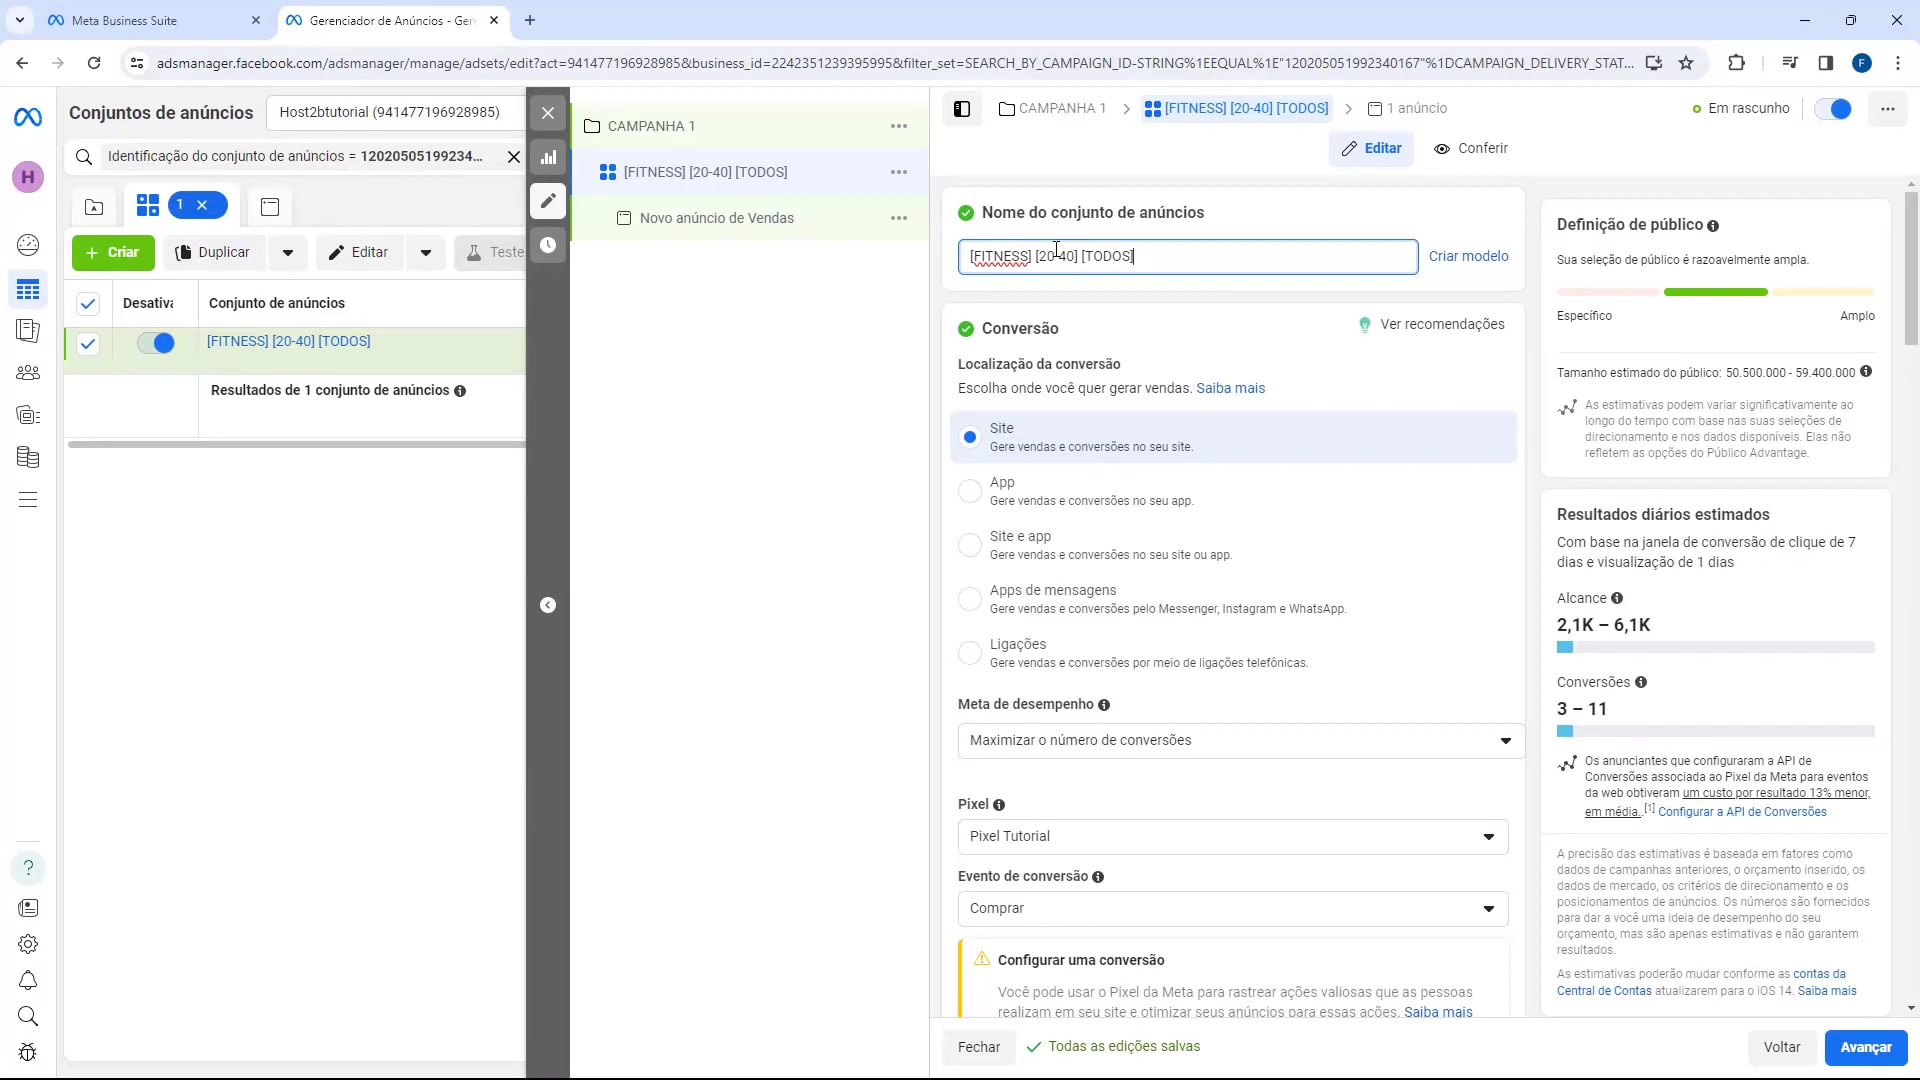 Meta Business Suite
Gerenciador de Anúncios - Ger
adsmanager.facebook.com/adsmanager/manage/adsets/edit?act=941477196928985&business_id=2242351239395995&filter_set=SEARCH_BY_CAMPAIGN_ID-STRING%1EEQUAL%1E"120205051992340167"%1DCAMPAIGN_DELIVERY_STAT...
F
Conjuntos de anúncios
Host2btutorial (941477196928985)
CAMPANHA 1
[FITNESS] [20-40] [TODOS]
Novo anúncio de Vendas
CAMPANHA 1
[FITNESS] [20-40] [TODOS]
1 anúncio
Em rascunho
Editar
Conferir
H
Identificação do conjunto de anúncios = 12020505199234...
1
Criar
Duplicar
Editar
Teste
Desativa
Conjunto de anúncios
[FITNESS] [20-40] [TODOS]
Resultados de 1 conjunto de anúncios
Nome do conjunto de anúncios
[FITNESS] [20-40] [TODOS]
Criar modelo
Conversão
Ver recomendações
Localização da conversão
Escolha onde você quer gerar vendas. Saiba mais
Site
Gere vendas e conversões no seu site.
App
Gere vendas e conversões no seu app.
Site e app
Gere vendas e conversões no seu site ou app.
Apps de mensagens
Gere vendas e conversões pelo Messenger, Instagram e WhatsApp.
Ligações
Gere vendas e conversões por meio de ligações telefônicas.
Meta de desempenho
Maximizar o número de conversões
Pixel
Pixel Tutorial
Evento de conversão
Comprar
Configurar uma conversão
Você pode usar o Pixel da Meta para rastrear ações valiosas que as pessoas
realizam em seu site e otimizar seus anúncios para essas ações. Saiba mais
Definição de público
Sua seleção de público é razoavelmente ampla.
Específico
Amplo
Tamanho estimado do público: 50.500.000 - 59.400.000
As estimativas podem variar significativamente ao
longo do tempo com base nas suas seleções de
direcionamento e nos dados disponíveis. Elas não
refletem as opções do Público Advantage.
Resultados diários estimados
Com base na janela de conversão de clique de 7
dias e visualização de 1 dias
Alcance
2,1K – 6,1K
Conversões
3 – 11
Os anunciantes que configuraram a API de
Conversões associada ao Pixel da Meta para eventos
da web obtiveram um custo por resultado 13% menor,
em média. [1] Configurar a API de Conversões
A precisão das estimativas é baseada em fatores como
dados de campanhas anteriores, o orçamento inserido, os
dados de mercado, os critérios de direcionamento e os
posicionamentos de anúncios. Os números são fornecidos
para dar a você uma ideia de desempenho do seu
orçamento, mas são apenas estimativas e não garantem
resultados.
As estimativas poderão mudar conforme as contas da
Central de Contas atualizarem para o iOS 14. Saiba mais
Fechar
Todas as edições salvas
Voltar
Avançar